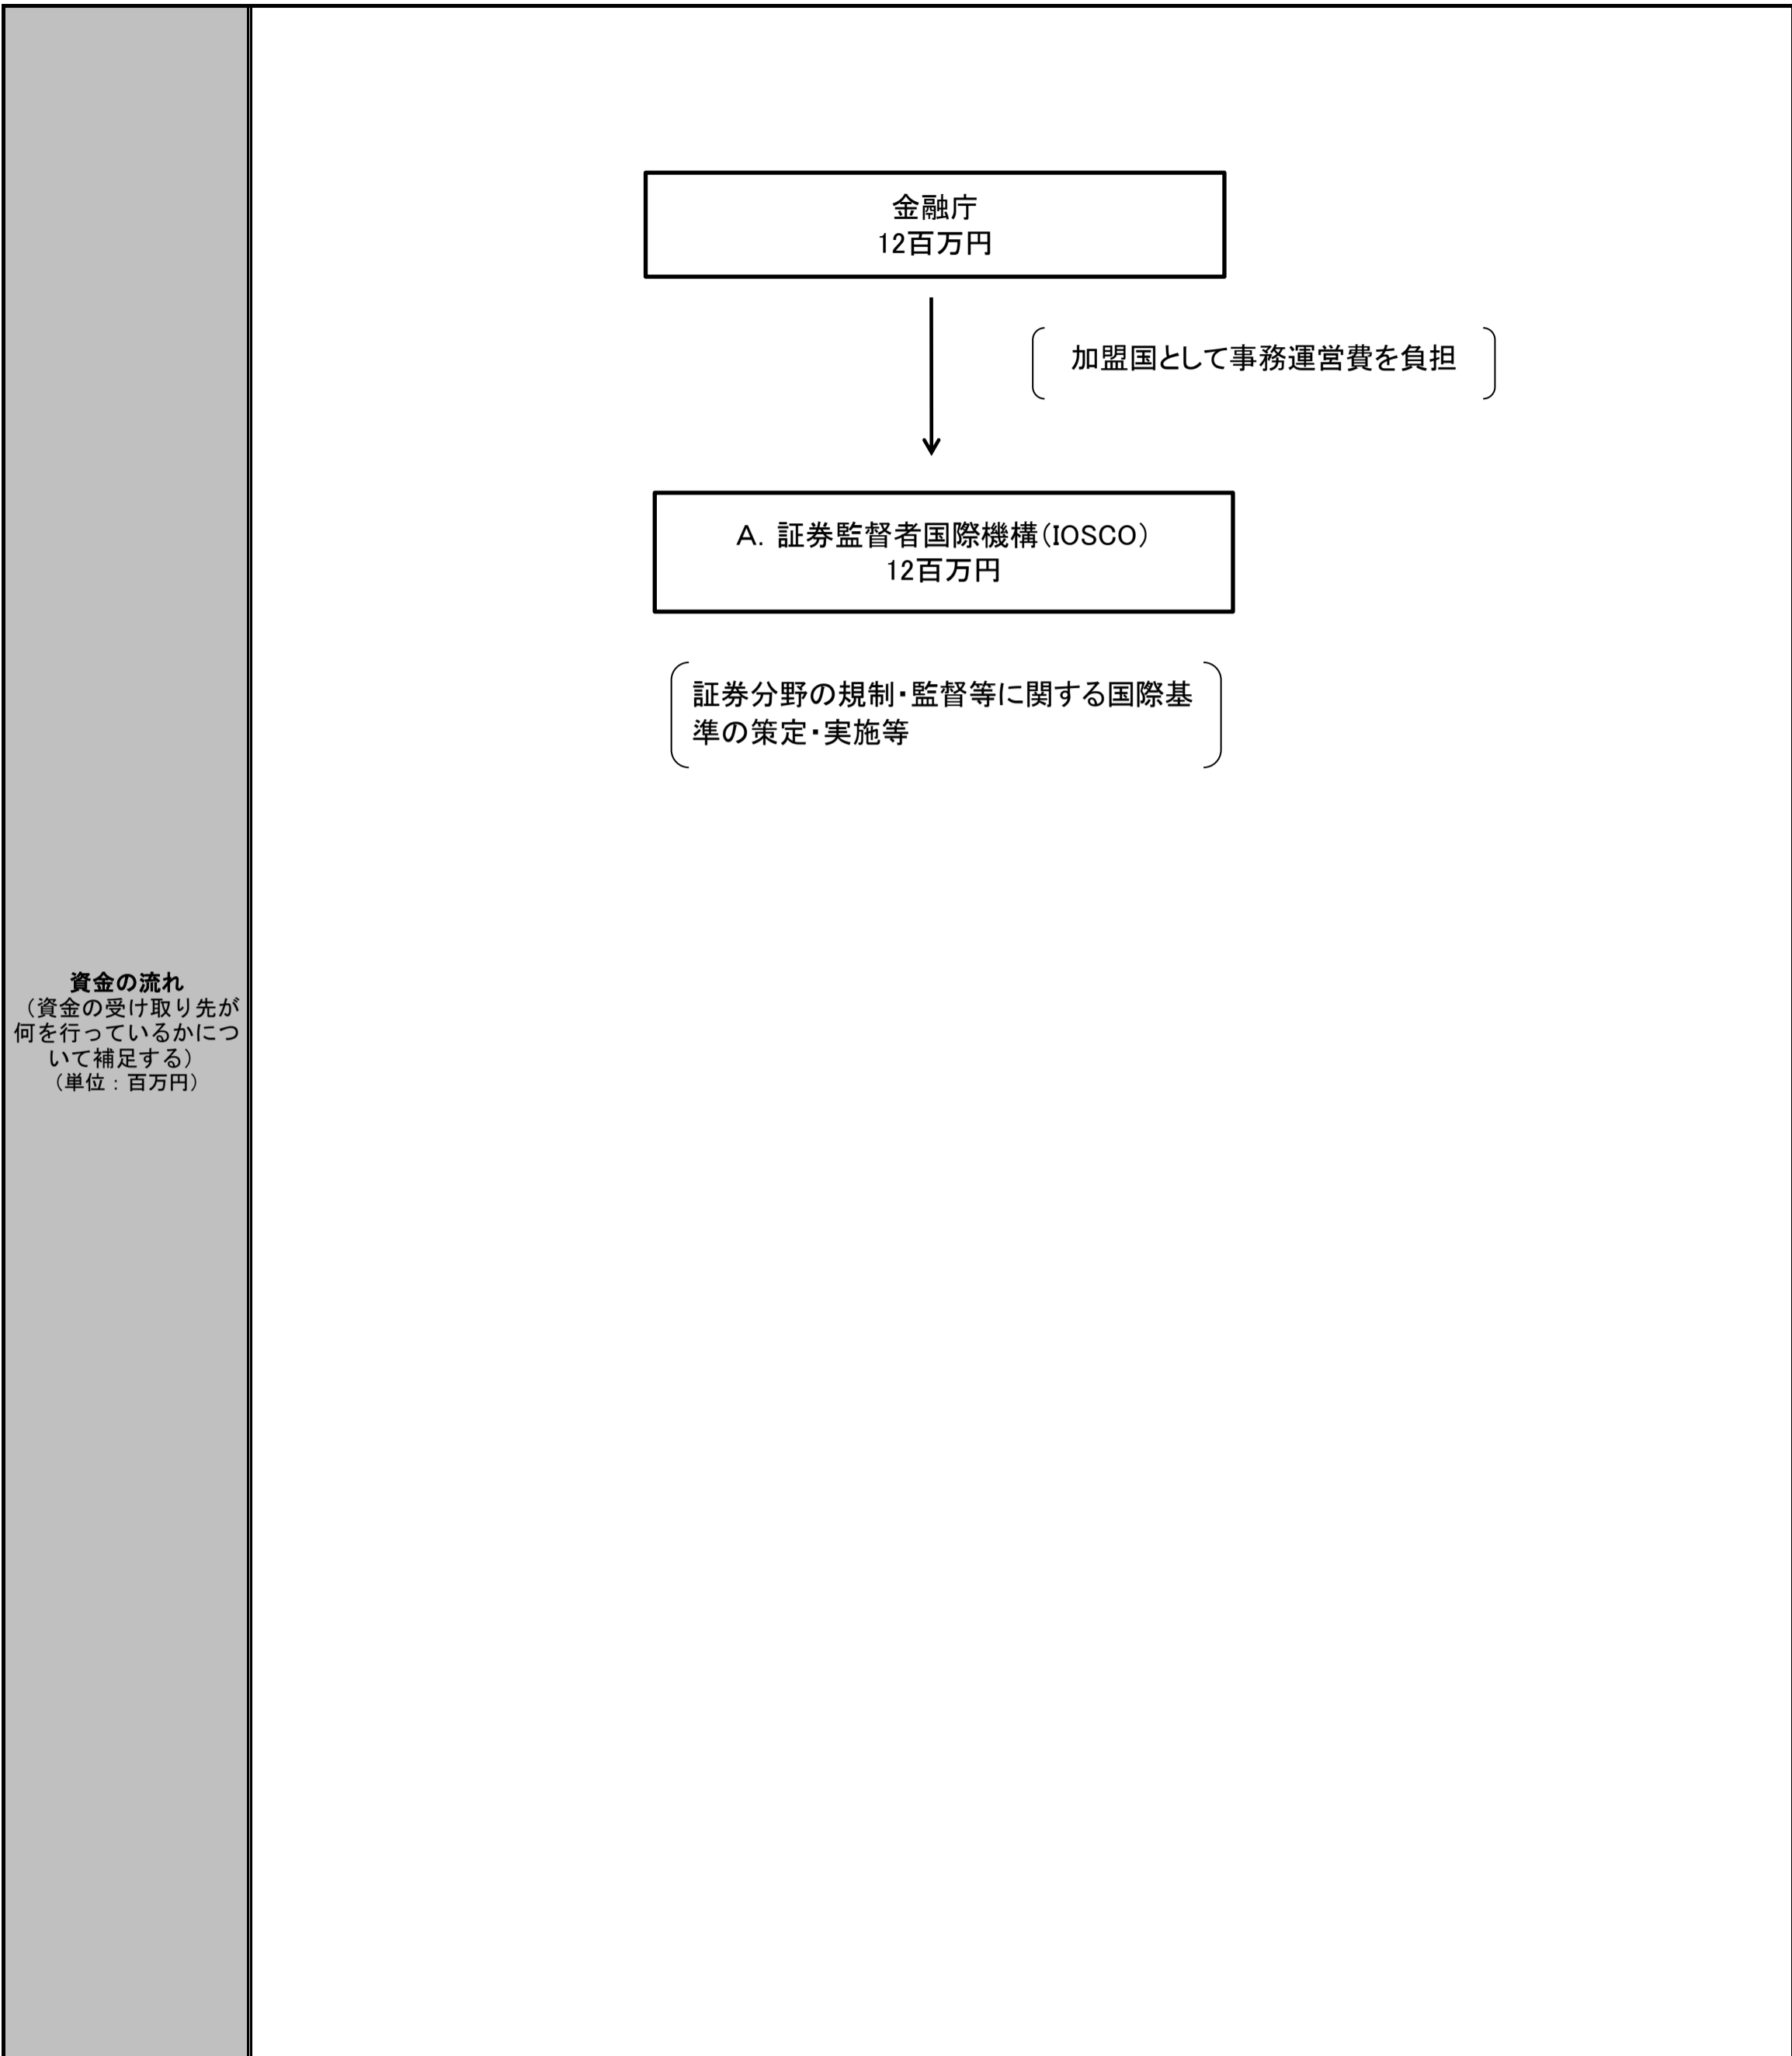 金融庁
12百万円
加盟国として事務運営費を負担
A. 証券監督者国際機構(IOSCO)
12百万円
証券分野の規制・監督等に関する国際基
準の策定・実施等
資金の流れ
（資金の受け取り先が
何を行っているかにつ
いて補足する）
（単位：百万円）